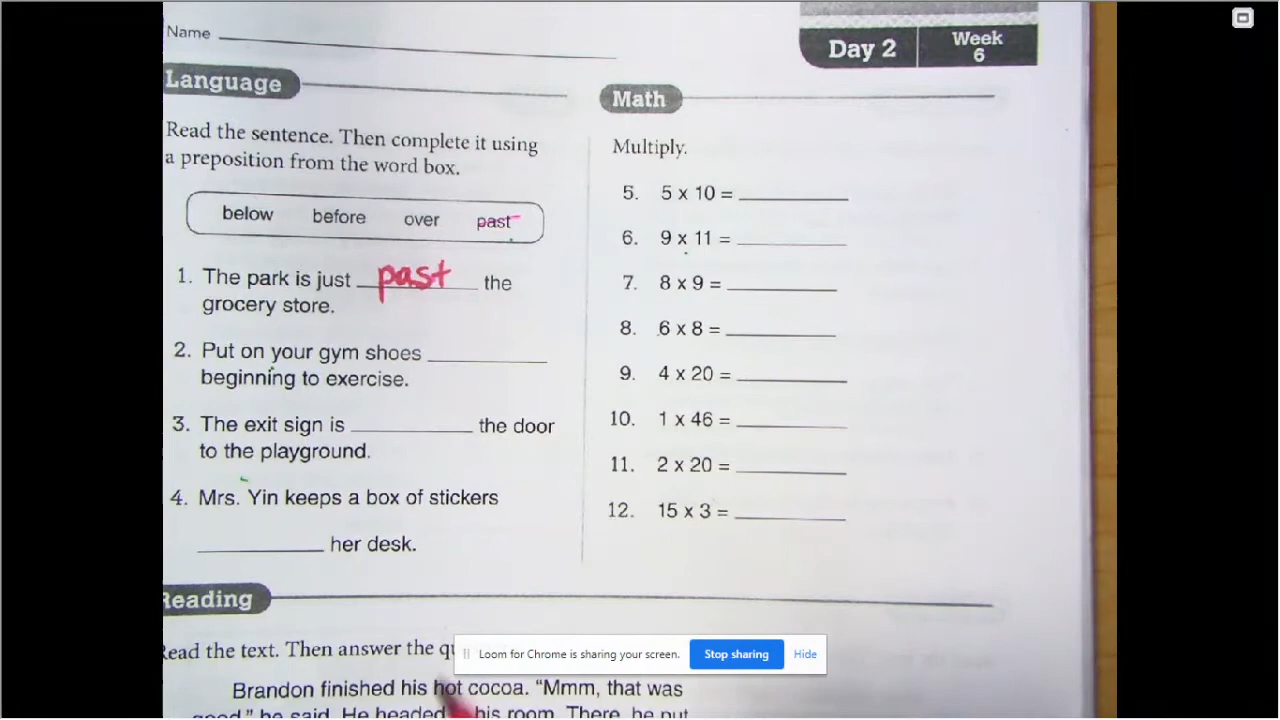 Name
Day 2
Week
6
Language
Read the sentence. Then complete it using
a preposition from the word box.
below before over past
1. The park is just past the
grocery store.
2. Put on your gym shoes
beginning to exercise.
3. The exit sign is the door
to the playground.
4. Mrs. Yin keeps a box of stickers
her desk.
Math
Multiply.
5. 5 x 10 =
6. 9 x 11 =
7. 8 x 9 =
8. 6 x 8 =
9. 4 x 20 =
10. 1 x 46 =
11. 2 x 20 =
12. 15 x 3 =
Reading
Read the text. Then answer the
Loom for Chrome is sharing your screen. Stop sharing Hide
Brandon finished his hot cocoa. “Mmm, that was
good,” he said. He headed his room. There, he put